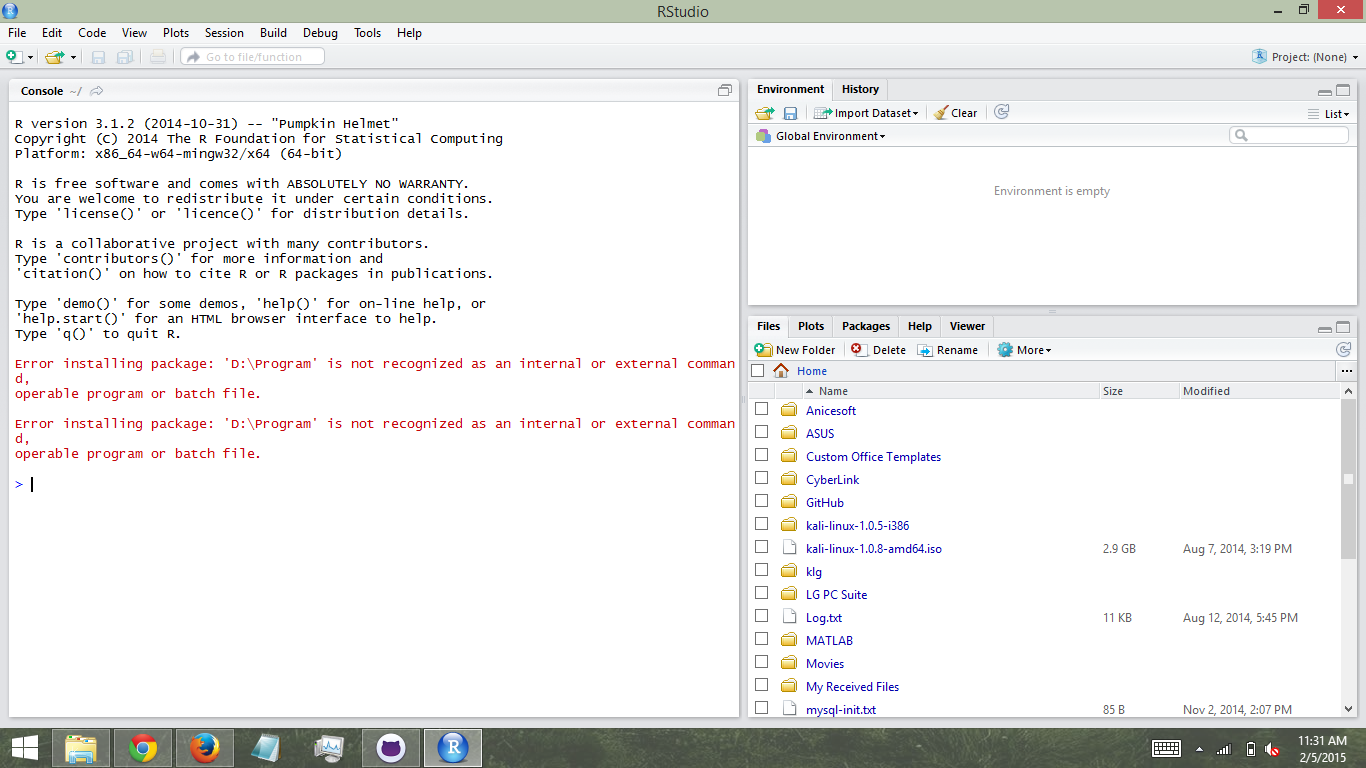 RStudio
File Edit Code View Plots Session Build Debug Tools Help
Go to file/function
Project: (None)
Console ~/
R version 3.1.2 (2014-10-31) -- "Pumpkin Helmet"
Copyright (C) 2014 The R Foundation for Statistical Computing
Platform: x86_64-w64-mingw32/x64 (64-bit)
R is free software and comes with ABSOLUTELY NO WARRANTY.
You are welcome to redistribute it under certain conditions.
Type 'license()' or 'licence()' for distribution details.
R is a collaborative project with many contributors.
Type 'contributors()' for more information and
'citation()' on how to cite R or R packages in publications.
Type 'demo()' for some demos, 'help()' for on-line help, or
'help.start()' for an HTML browser interface to help.
Type 'q()' to quit R.
Error installing package: 'D:\Program' is not recognized as an internal or external comman
d,
operable program or batch file.
Error installing package: 'D:\Program' is not recognized as an internal or external comman
d,
operable program or batch file.
>
Environment History
Import Dataset Clear
List
Global Environment
Environment is empty
Files Plots Packages Help Viewer
New Folder Delete Rename More
Home
Name Size Modified
Anicesoft
ASUS
Custom Office Templates
CyberLink
GitHub
kali-linux-1.0.5-i386
kali-linux-1.0.8-amd64.iso 2.9 GB Aug 7, 2014, 3:19 PM
klg
LG PC Suite
Log.txt 11 KB Aug 12, 2014, 5:45 PM
MATLAB
Movies
My Received Files
mysql-init.txt 85 B Nov 2, 2014, 2:07 PM
11:31 AM
2/5/2015